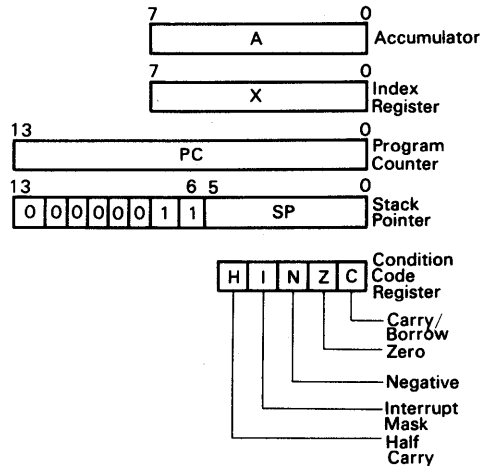 7 0
A Accumulator
7 0
X Index
Register
13 0
PC Program
Counter
13 6 5 0
0 0 0 0 0 0 1 1 SP Stack
Pointer
Condition
Code
Register
H I N Z C
Carry/
Borrow
Zero
Negative
Interrupt
Mask
Half
Carry